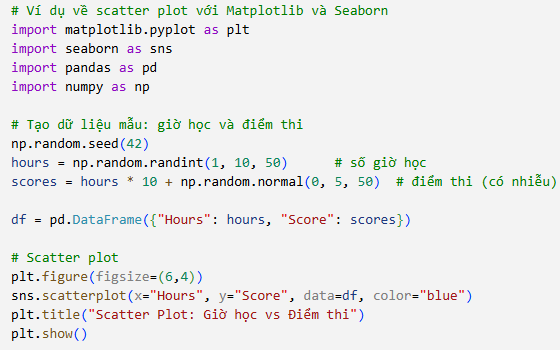 # Ví dụ về scatter plot với Matplotlib và Seaborn
import matplotlib.pyplot as plt
import seaborn as sns
import pandas as pd
import numpy as np

# Tạo dữ liệu mẫu: giờ học và điểm thi
np.random.seed(42)
hours = np.random.randint(1, 10, 50)      # số giờ học
scores = hours * 10 + np.random.normal(0, 5, 50)  # điểm thi (có nhiễu)

df = pd.DataFrame({"Hours": hours, "Score": scores})

# Scatter plot
plt.figure(figsize=(6,4))
sns.scatterplot(x="Hours", y="Score", data=df, color="blue")
plt.title("Scatter Plot: Giờ học vs Điểm thi")
plt.show()